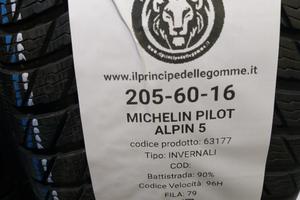 www.ilprincipedellegomme.it
205-60-16
MICHELIN PILOT
ALPIN 5
codice prodotto: 63177
Tipo: INVERNALI
COD:
Battistrada: 90%
Codice Velocità: 96H
FILA: 79